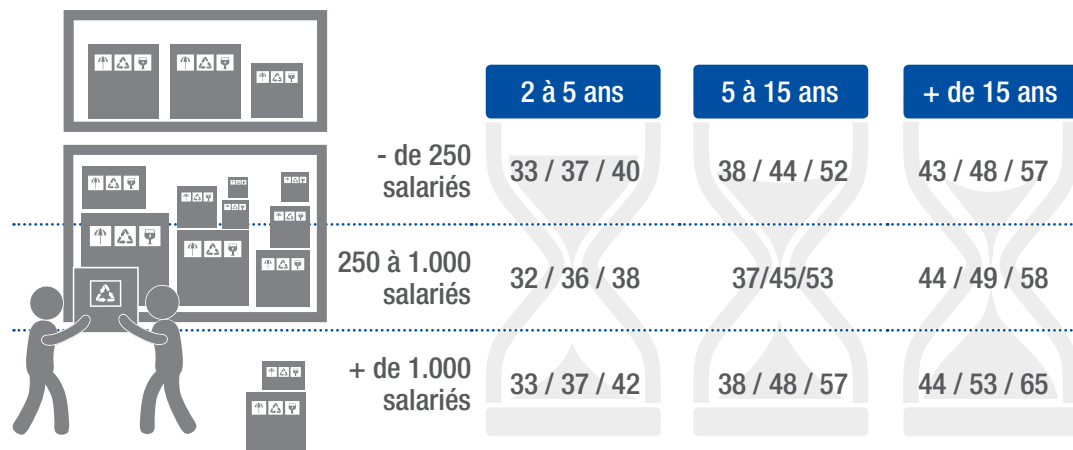 2 à 5 ans
5 à 15 ans
+ de 15 ans
- de 250
salariés
33 / 37 / 40
38 / 44 / 52
43 / 48 / 57
250 à 1.000
salariés
32 / 36 / 38
37/45/53
44 / 49 / 58
+ de 1.000
salariés
33 / 37 / 42
38 / 48 / 57
44 / 53 / 65